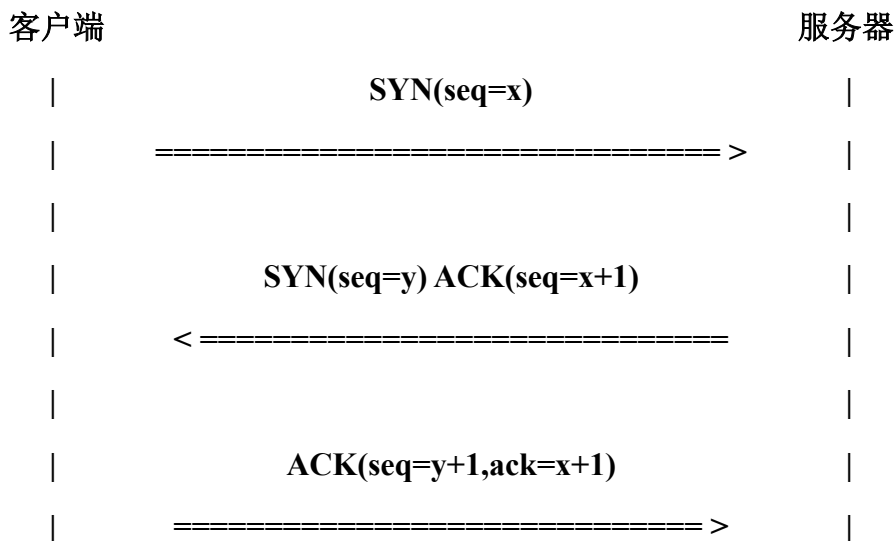 客户端 服务器
| SYN(seq=x) |
| ===============================> |
| |
| SYN(seq=y) ACK(seq=x+1) |
| <============================= |
| |
| ACK(seq=y+1,ack=x+1) |
| =============================> |